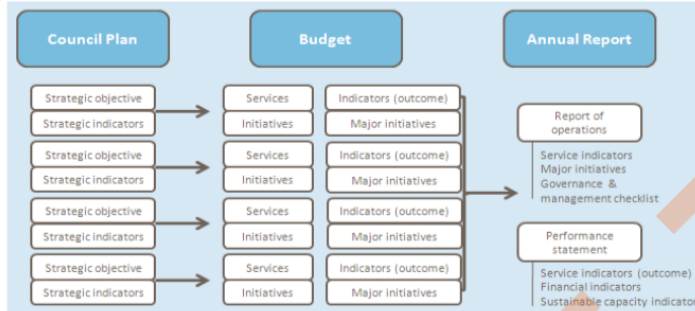 Council Plan
Budget
Annual Report
Strategic objective
Strategic indicators
Services
Initiatives
Indicators (outcome)
Major initiatives
Strategic objective
Strategic indicators
Services
Initiatives
Indicators (outcome)
Major initiatives
Strategic objective
Strategic indicators
Services
Initiatives
Indicators (outcome)
Major initiatives
Strategic objective
Strategic indicators
Services
Initiatives
Indicators (outcome)
Major initiatives
Report of
operations
Service indicators
Major initiatives
Governance &
management checklist
Performance
statement
Service indicators (outcome)
Financial indicators
Sustainable capacity indicator